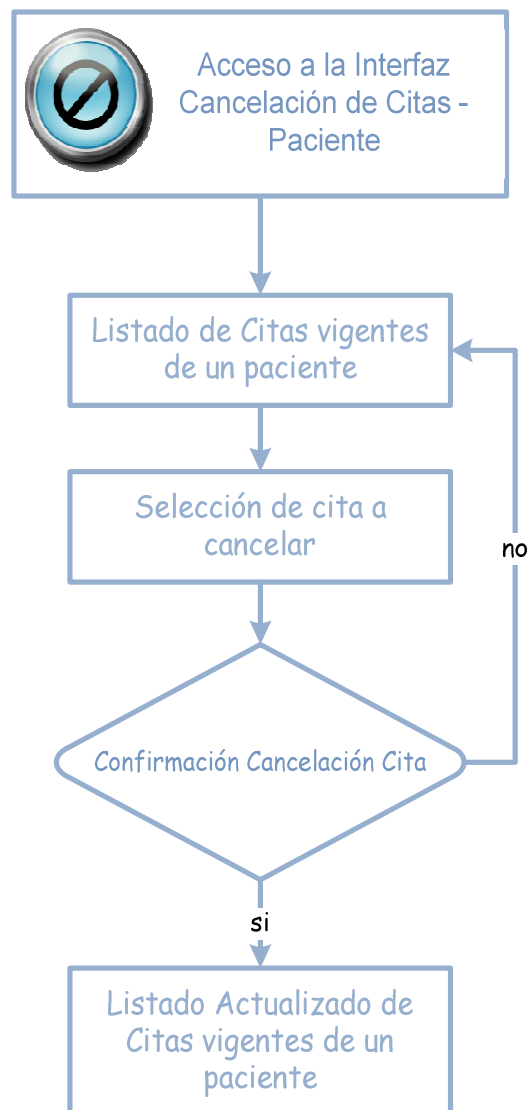 Acceso a la Interfaz
Cancelación de Citas -
Paciente
Listado de Citas vigentes
de un paciente
Selección de cita a
cancelar
no
Confirmación Cancelación Cita
si
Listado Actualizado de
Citas vigentes de un
paciente